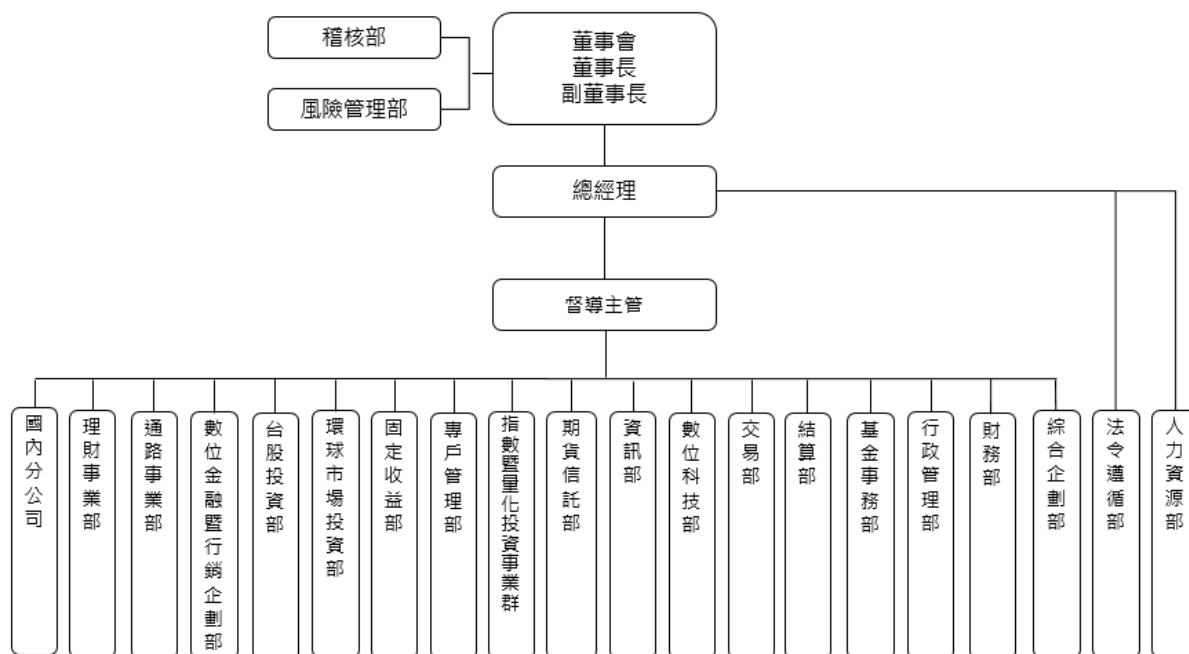 稽核部
風險管理部
董事會
董事長
副董事長
總經理
督導主管
國內分公司
理財事業部
通路事業部
數位金融暨行銷企劃部
台股投資部
環球市場投資部
固定收益部
專戶管理部
指數暨量化投資事業群
期貨信託部
資訊部
數位科技部
交易部
結算部
基金事務部
行政管理部
財務部
綜合企劃部
法令遵循部
人力資源部